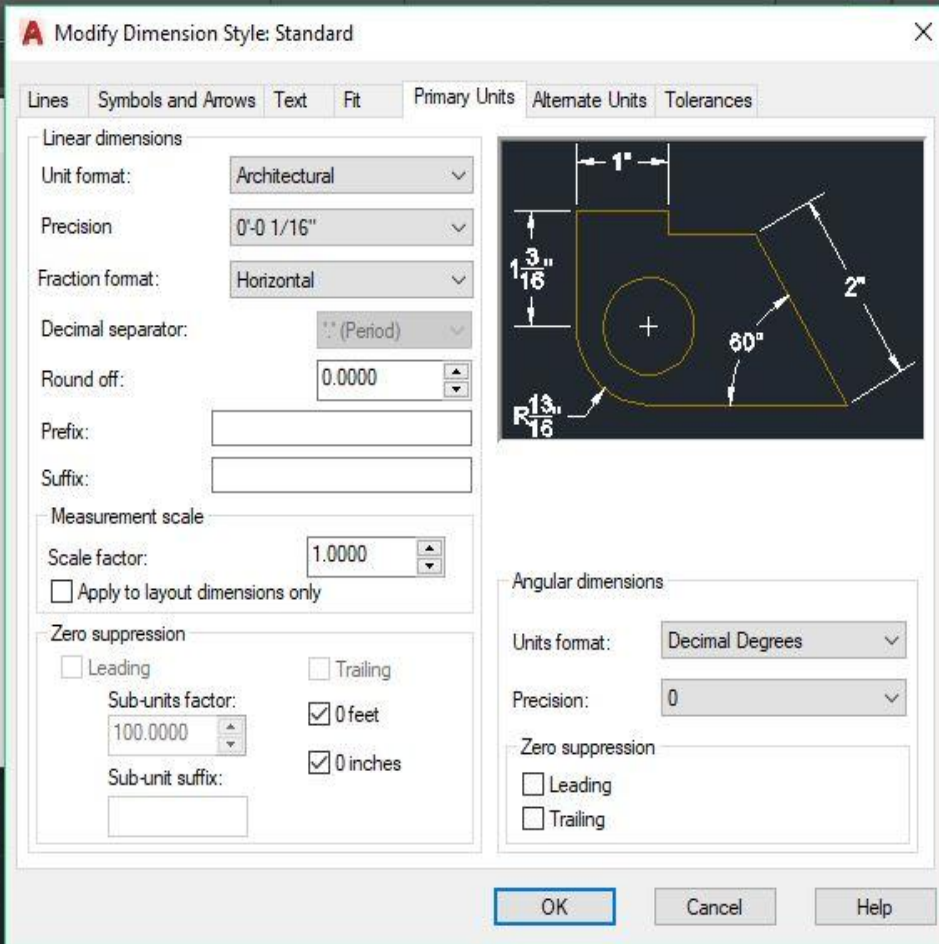 Modify Dimension Style: Standard
Lines Symbols and Arrows Text Fit Primary Units Alternate Units Tolerances
Linear dimensions
Unit format: Architectural
Precision 0'-0 1/16"
Fraction format: Horizontal
Decimal separator: '.' (Period)
Round off: 0.0000
Prefix:
Suffix:
Measurement scale
Scale factor: 1.0000
Apply to layout dimensions only
Zero suppression
Leading Trailing
Sub-units factor:
100.0000
0 feet
0 inches
Sub-unit suffix:
1"
1 3/16"
2"
60°
R13/16"
Angular dimensions
Units format: Decimal Degrees
Precision: 0
Zero suppression
Leading
Trailing
OK Cancel Help